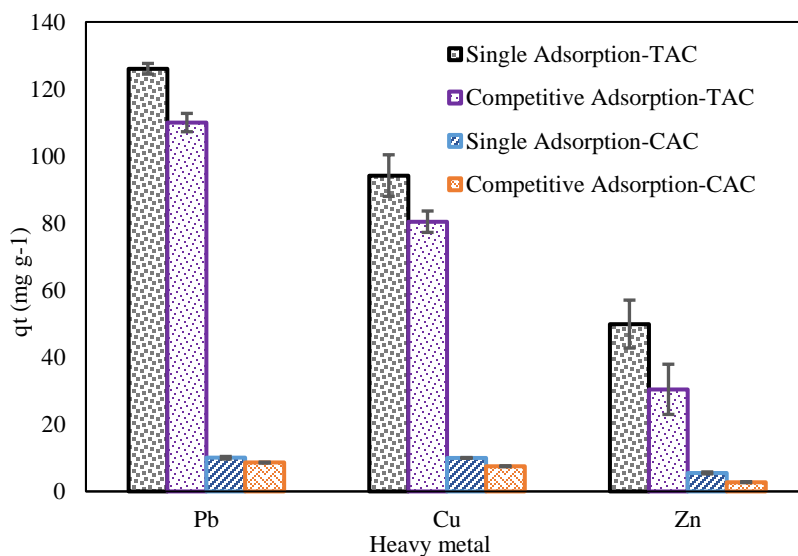 140
120
100
80
60
40
20
0
qt (mg g-1)
Single Adsorption-TAC
Competitive Adsorption-TAC
Single Adsorption-CAC
Competitive Adsorption-CAC
Pb
Cu
Zn
Heavy metal